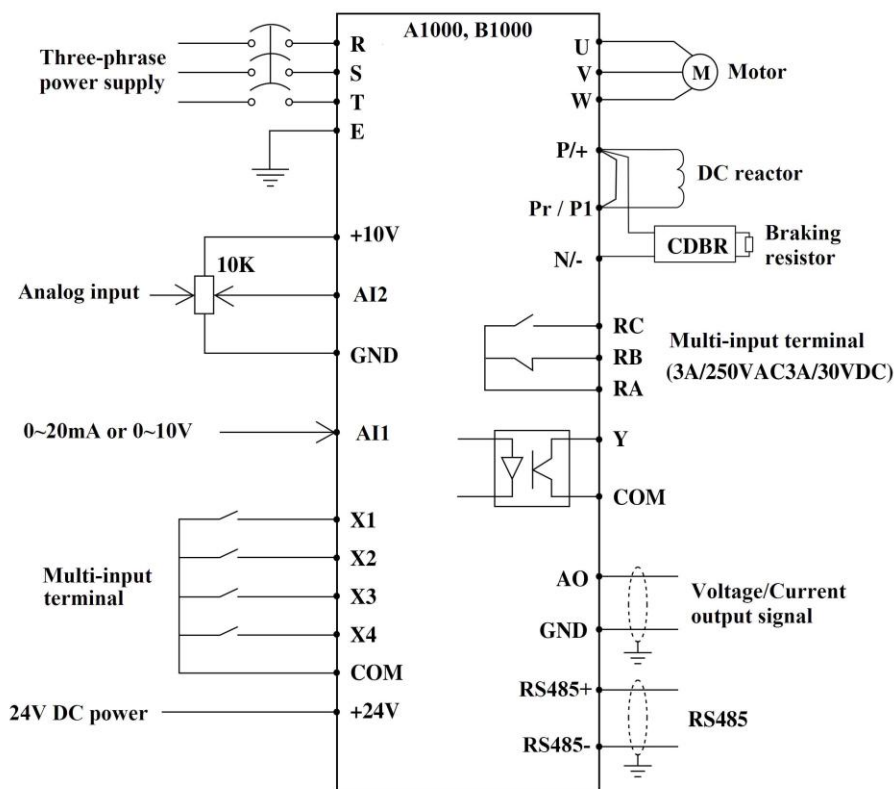 A1000, B1000
Three-phrase
power supply
R
S
T
E
+10V
10K
Analog input
AI2
GND
0~20mA or 0~10V
AI1
X1
X2
Multi-input
terminal
X3
X4
COM
24V DC power
+24V
U
V
W
M
Motor
P/+
DC reactor
Pr / P1
CDBR
Braking
resistor
N/-
RC
RB
RA
Multi-input terminal
(3A/250VAC3A/30VDC)
Y
COM
AO
GND
Voltage/Current
output signal
RS485+
RS485-
RS485